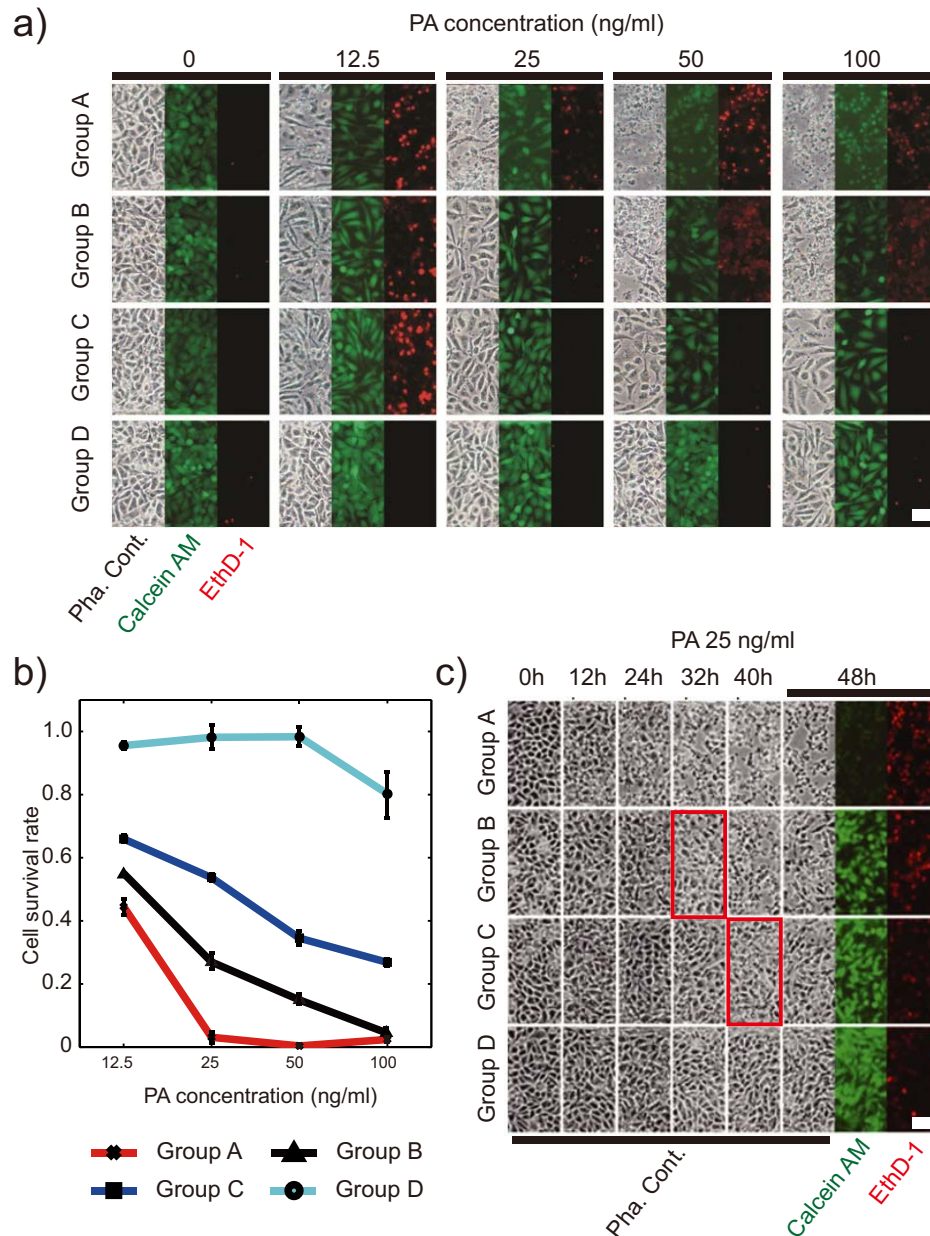 a)
PA concentration (ng/ml)
0 12.5 25 50 100
Group A
Group B
Group C
Group D
Pha. Cont.
Calcein AM
EthD-1
b)
1.0
0.8
0.6
0.4
0.2
0
Cell survival rate
12.5 25 50 100
PA concentration (ng/ml)
Group A Group B
Group C Group D
c)
PA 25 ng/ml
0h 12h 24h 32h 40h 48h
Group A
Group B
Group C
Group D
Pha. Cont.
Calcein AM
EthD-1